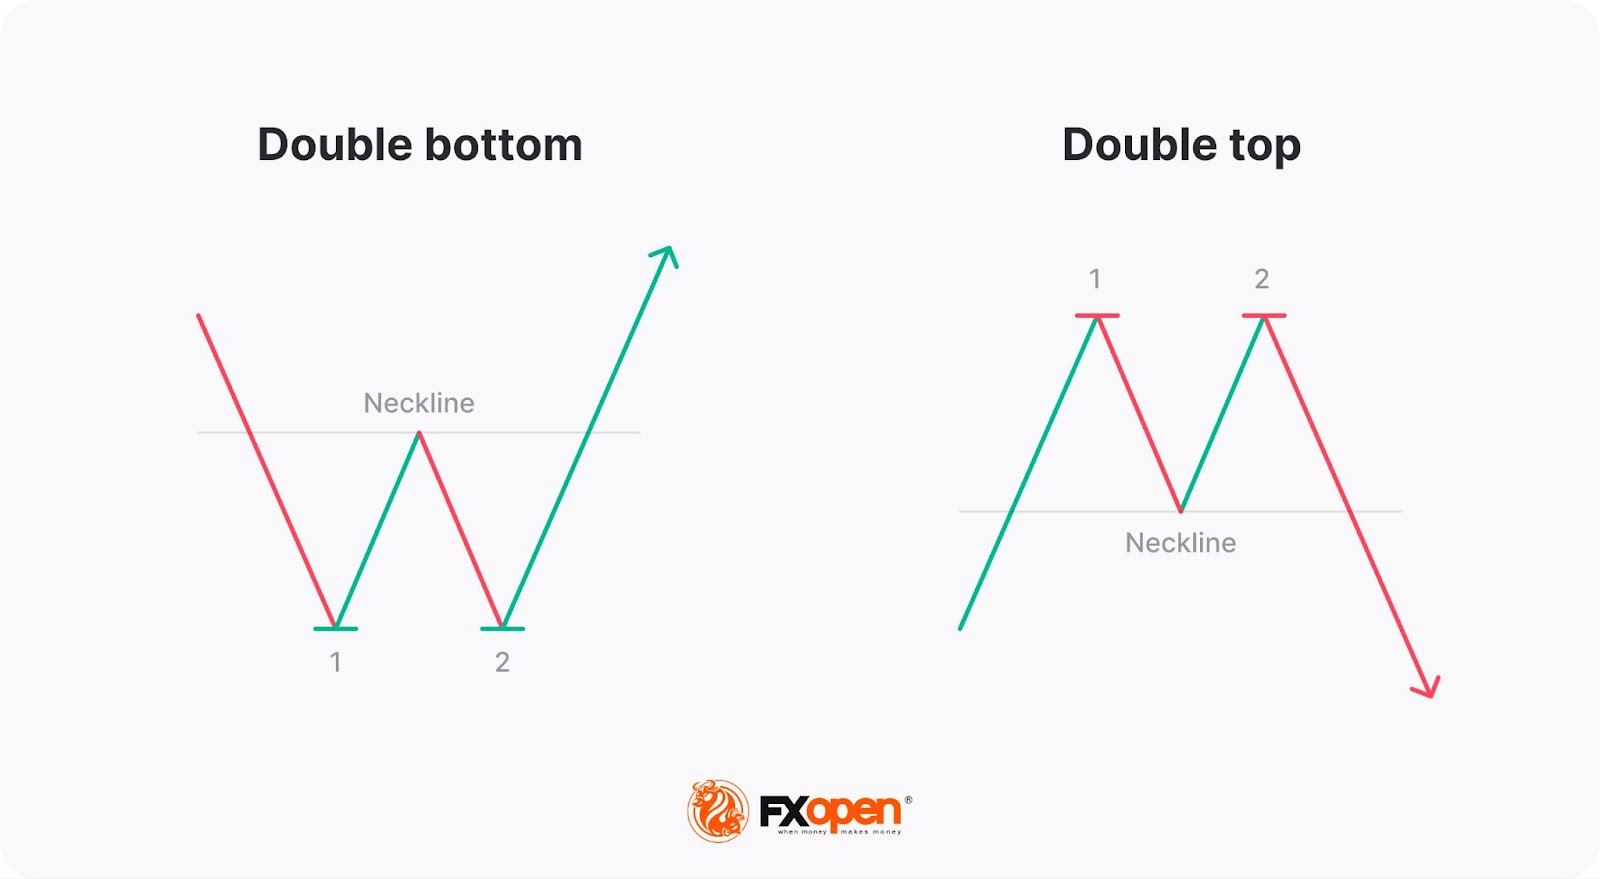 Double bottom
Neckline
1
2
Double top
1
2
Neckline
FXopen®
when money makes money